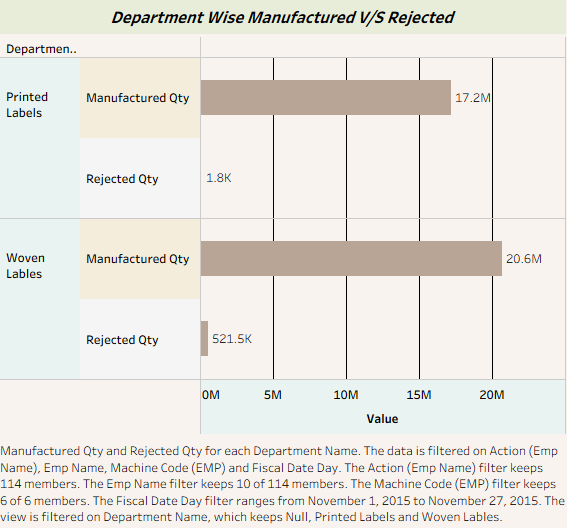 Department Wise Manufactured V/S Rejected
Departmen..
Printed
Labels
Manufactured Qty
17.2M
Rejected Qty
1.8K
Woven
Lables
Manufactured Qty
20.6M
Rejected Qty
521.5K
0M 5M 10M 15M 20M
Value
Manufactured Qty and Rejected Qty for each Department Name. The data is filtered on Action (Emp
Name), Emp Name, Machine Code (EMP) and Fiscal Date Day. The Action (Emp Name) filter keeps
114 members. The Emp Name filter keeps 10 of 114 members. The Machine Code (EMP) filter keeps
6 of 6 members. The Fiscal Date Day filter ranges from November 1, 2015 to November 27, 2015. The
view is filtered on Department Name, which keeps Null, Printed Labels and Woven Lables.